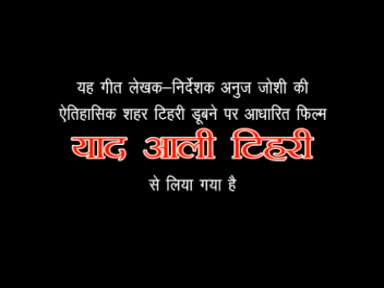 यह गीत लेखक–निर्देशक अनुज जोशी की
ऐतिहासिक शहर टिहरी डूबने पर आधारित फिल्म
याद आली टिहरी
से लिया गया है